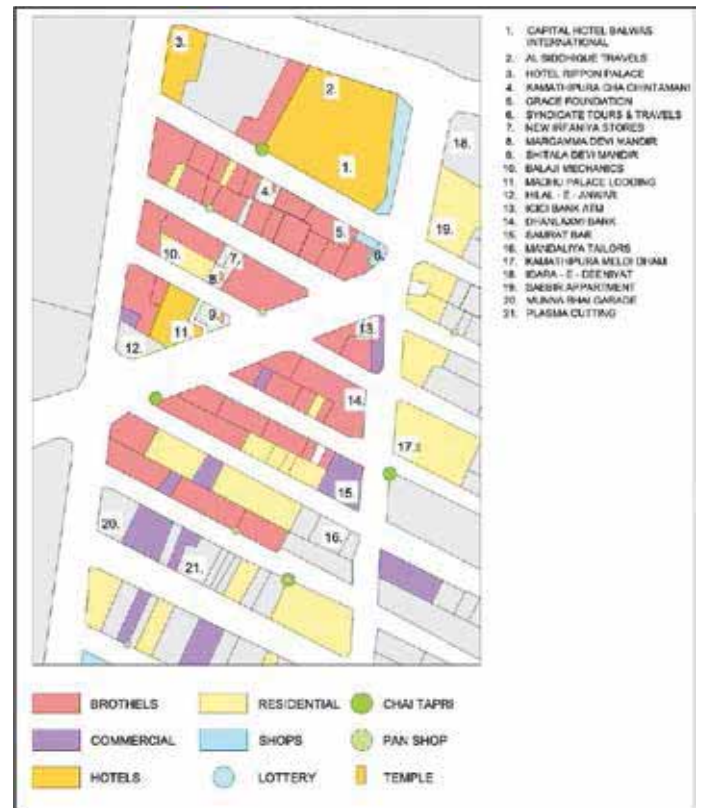 3.
2.
1.
18.
19.
4.
5.
6.
7.
10.
8.
9.
11.
12.
13.
14.
17.
15.
16.
20.
21.
1. CAPITAL HOTEL BALWAS
INTERNATIONAL
2. AL SIDDHIQUE TRAVELS
3. HOTEL RIPPON PALACE
4. KAMATHIPURA CHA CHINTAMANI
5. GRACE FOUNDATION
6. SYNDICATE TOURS & TRAVELS
7. NEW IRFANIYA STORES
8. MARGAMMA DEVI MANDIR
9. SHITALA DEVI MANDIR
10. BALAJI MECHANICS
11. MADHU PALACE LODGING
12. HILAL - E - ANWAR
13. ICICI BANK ATM
14. DHANLAXMI BANK
15. SAMRAT BAR
16. MANDALIYA TAILORS
17. KAMATHIPURA MELDI DHAM
18. IDARA - E - DEENIYAT
19. SABBIR APPARTMENT
20. MUNNA BHAI GARAGE
21. PLASMA CUTTING
BROTHELS
RESIDENTIAL
CHAI TAPRI
COMMERCIAL
SHOPS
PAN SHOP
HOTELS
LOTTERY
TEMPLE